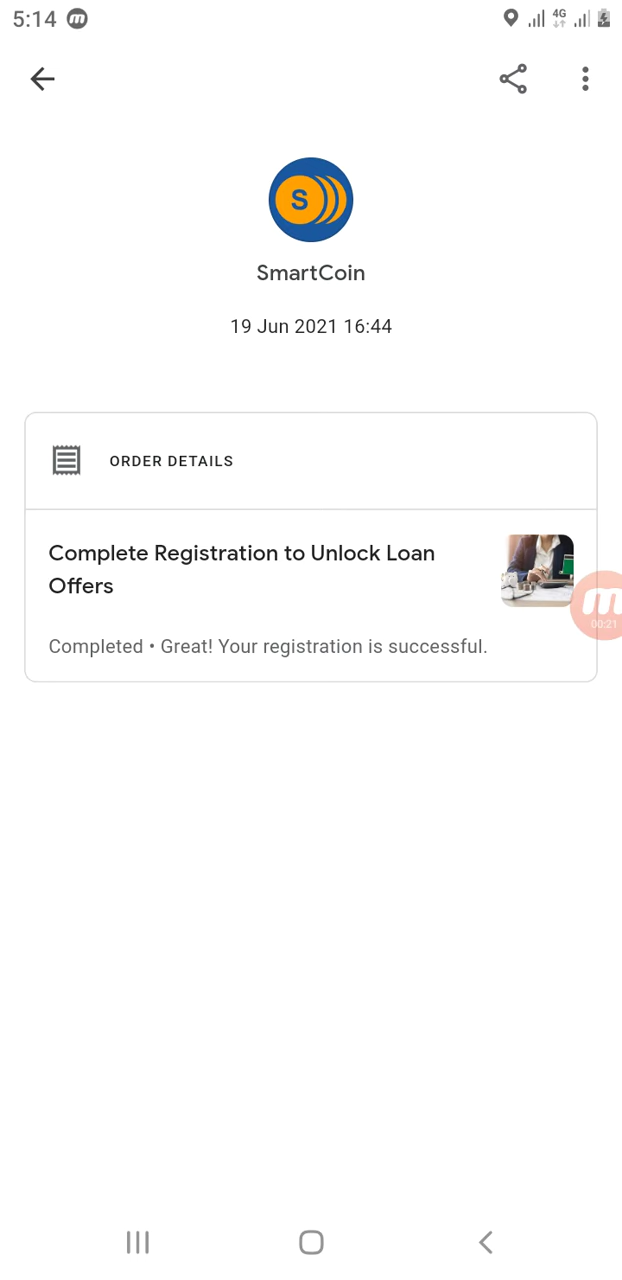 5:14 m
4G
S
SmartCoin
19 Jun 2021 16:44
ORDER DETAILS
Complete Registration to Unlock Loan
Offers
m
00:21
Completed • Great! Your registration is successful.